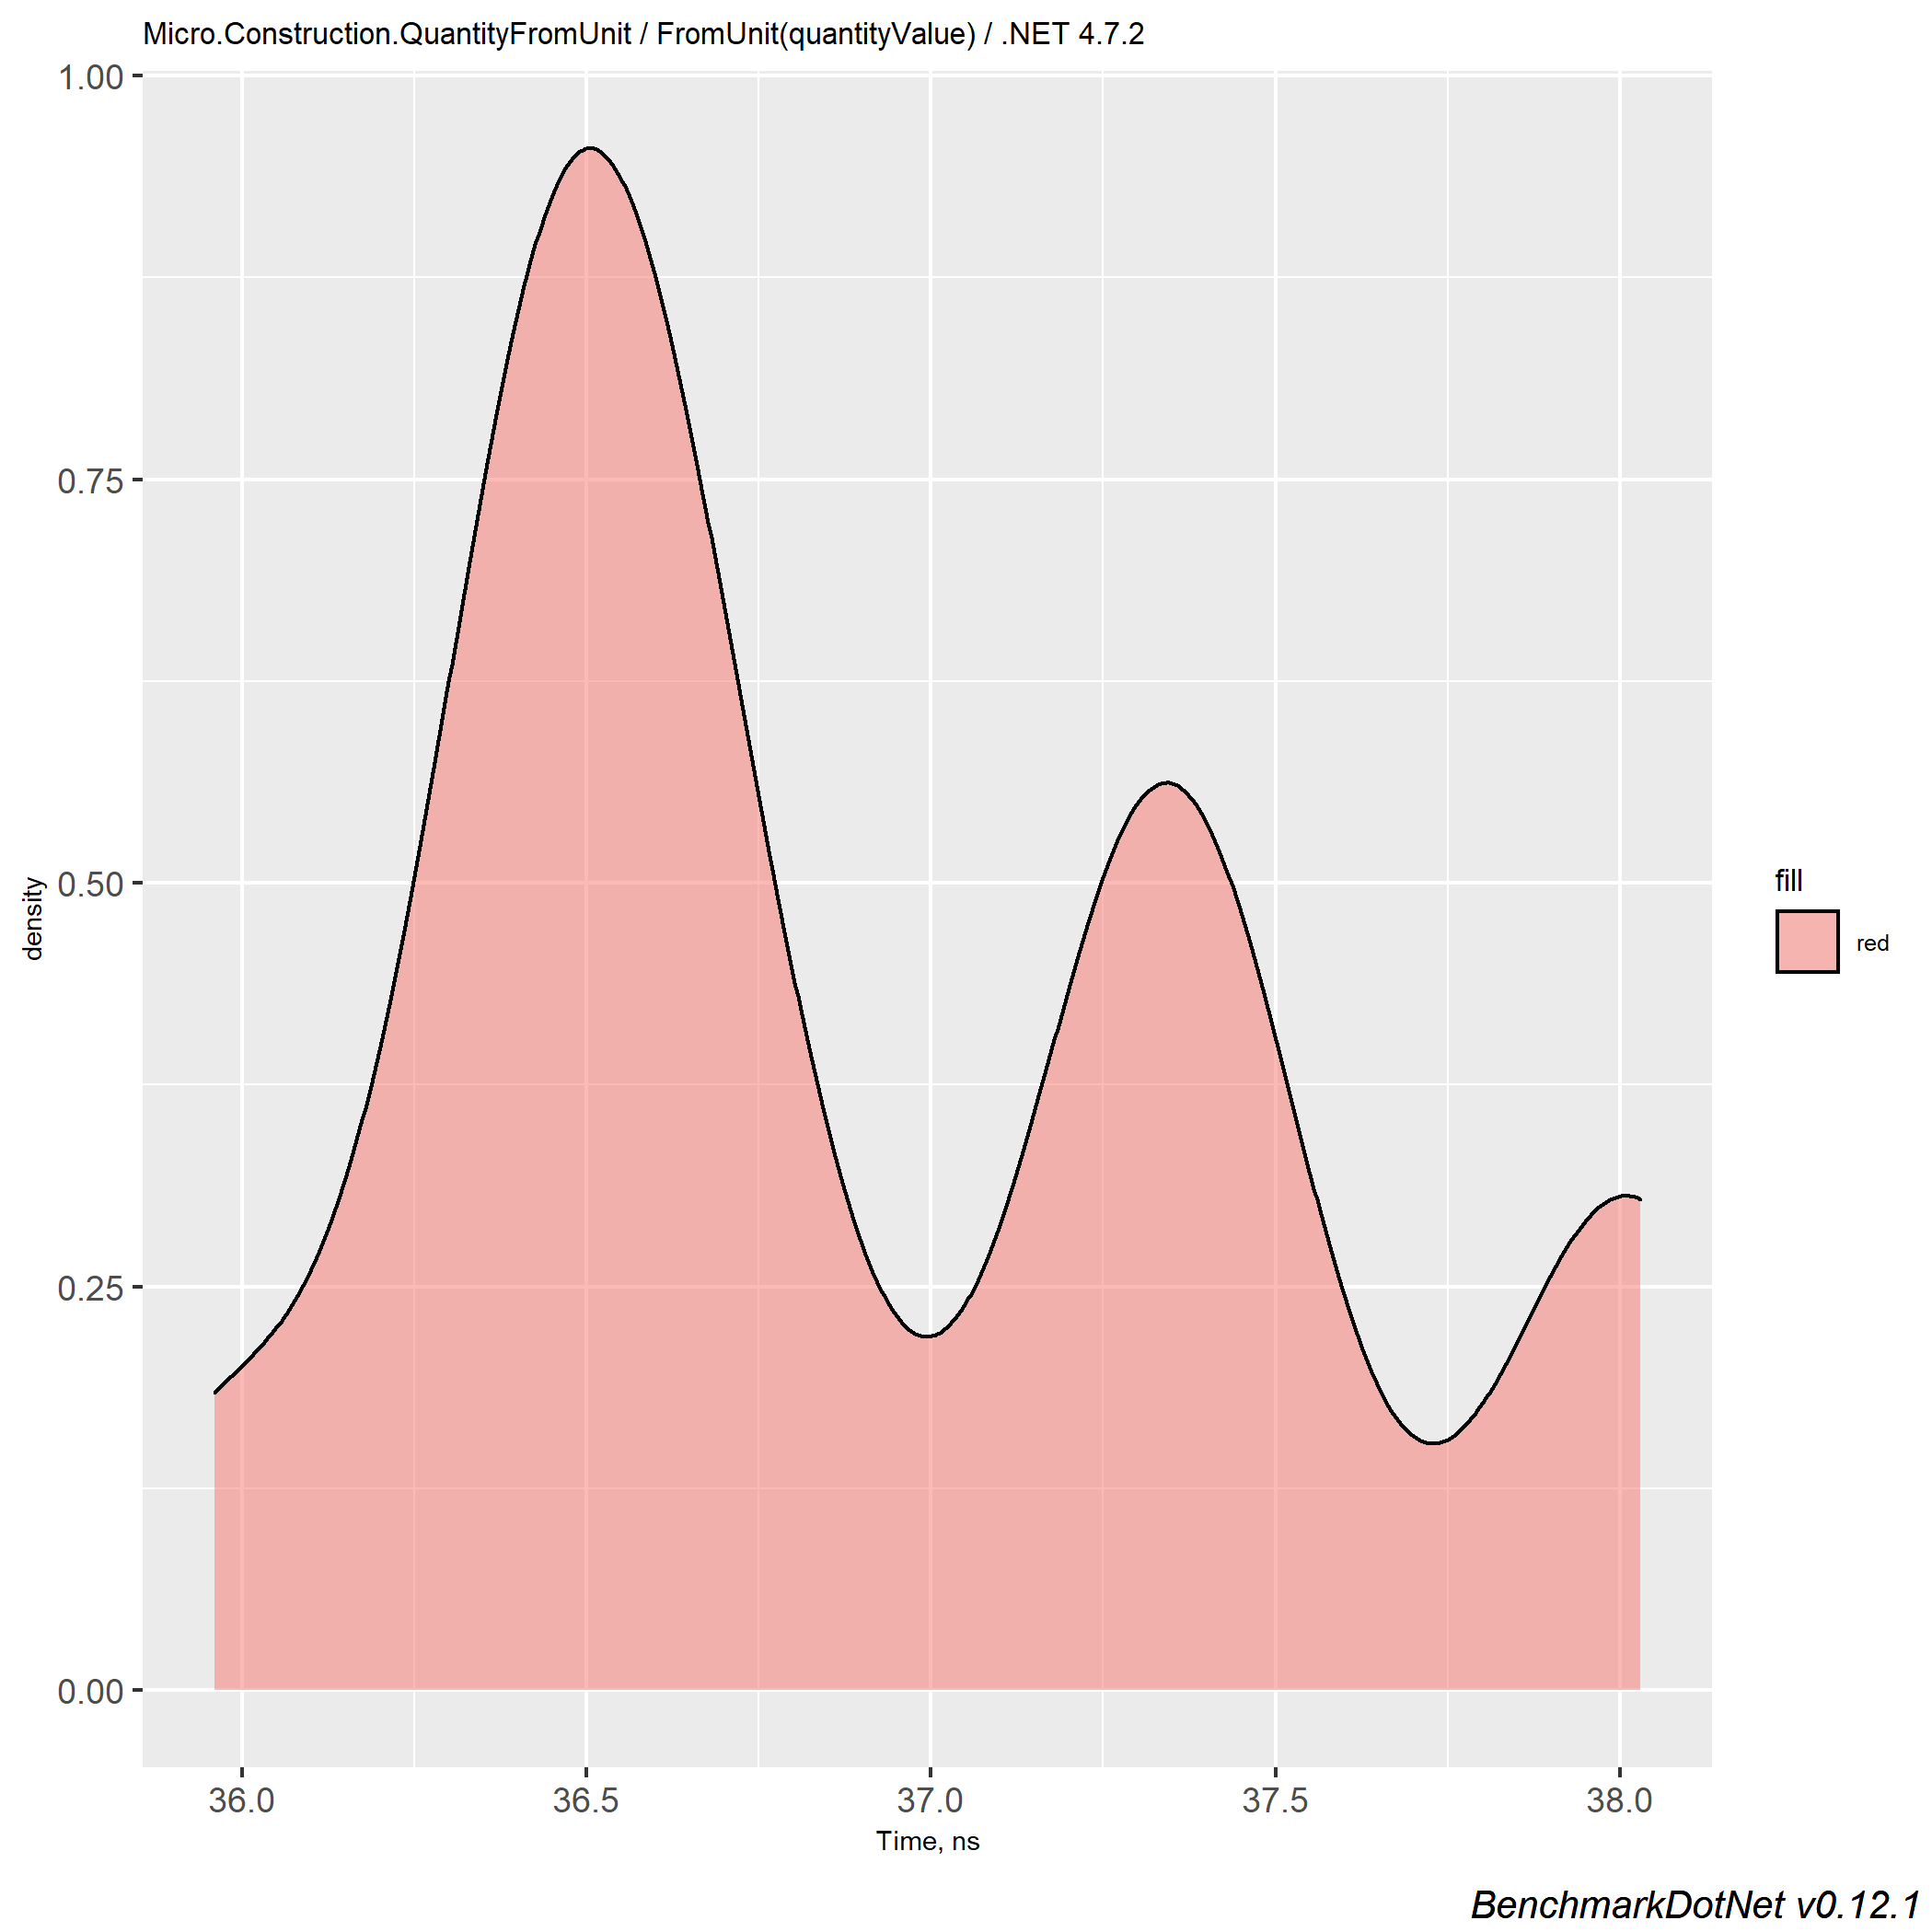 Micro.Construction.QuantityFromUnit / FromUnit(quantityValue) / .NET 4.7.2
1.00
0.75
0.50
0.25
0.00
density
36.0 36.5 37.0 37.5 38.0
Time, ns
fill
red
BenchmarkDotNet v0.12.1